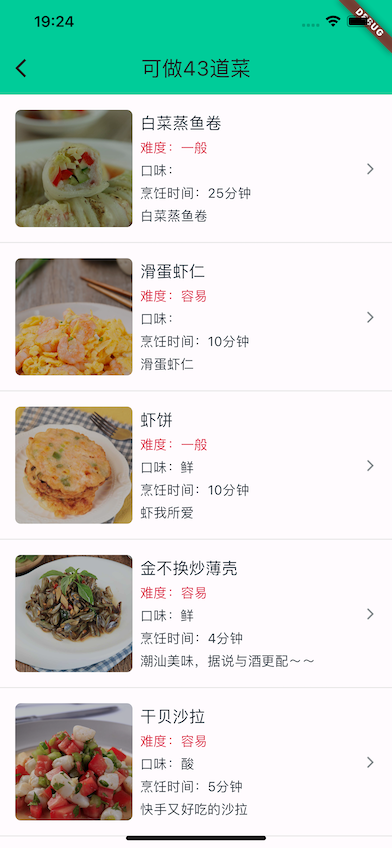 19:24
DEBUG
可做43道菜
白菜蒸鱼卷
难度：一般
口味：
烹饪时间：25分钟
白菜蒸鱼卷
滑蛋虾仁
难度：容易
口味：
烹饪时间：10分钟
滑蛋虾仁
虾饼
难度：一般
口味：鲜
烹饪时间：10分钟
虾我所爱
金不换炒薄壳
难度：容易
口味：鲜
烹饪时间：4分钟
潮汕美味，据说与酒更配～～
干贝沙拉
难度：容易
口味：酸
烹饪时间：5分钟
快手又好吃的沙拉